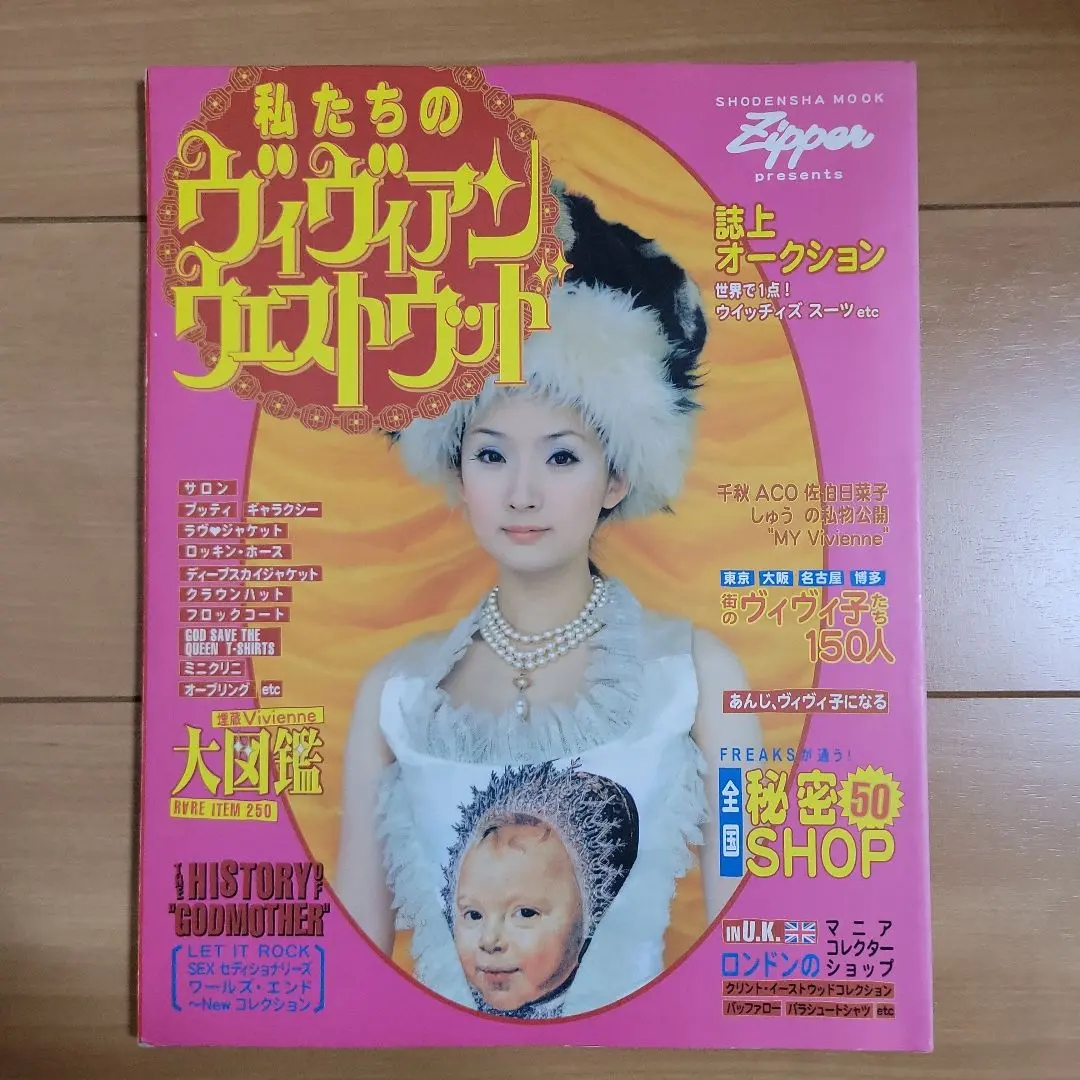 私たちの
ヴィヴィアン
ウエストウッド
SHODENSHA MOOK
Zipper
presents
誌上
オークション
世界で1点！
ウイッチィズ スーツ etc
千秋 ACO 佐伯日菜子
しゅう の私物公開
"MY Vivienne"
東京 大阪 名古屋 博多
街のヴィヴィ子たち
150人
あんじ、ヴィヴィ子になる
FREAKSが通う！
全国
秘密50
SHOP
IN U.K. マニア
コレクター
ロンドンのショップ
クリント・イーストウッドコレクション
バッファロー パラシュートシャツ etc
サロン
プッティ ギャラクシー
ラヴ♥ジャケット
ロッキン・ホース
ディープスカイジャケット
クラウンハット
フロックコート
GOD SAVE THE
QUEEN T-SHIRTS
ミニクリニ
オーブリング etc
埋蔵Vivienne
大図鑑
RARE ITEM 250
THE HISTORY OF
"GODMOTHER"
LET IT ROCK
SEX セディショナリーズ
ワールズ・エンド
〜New コレクション